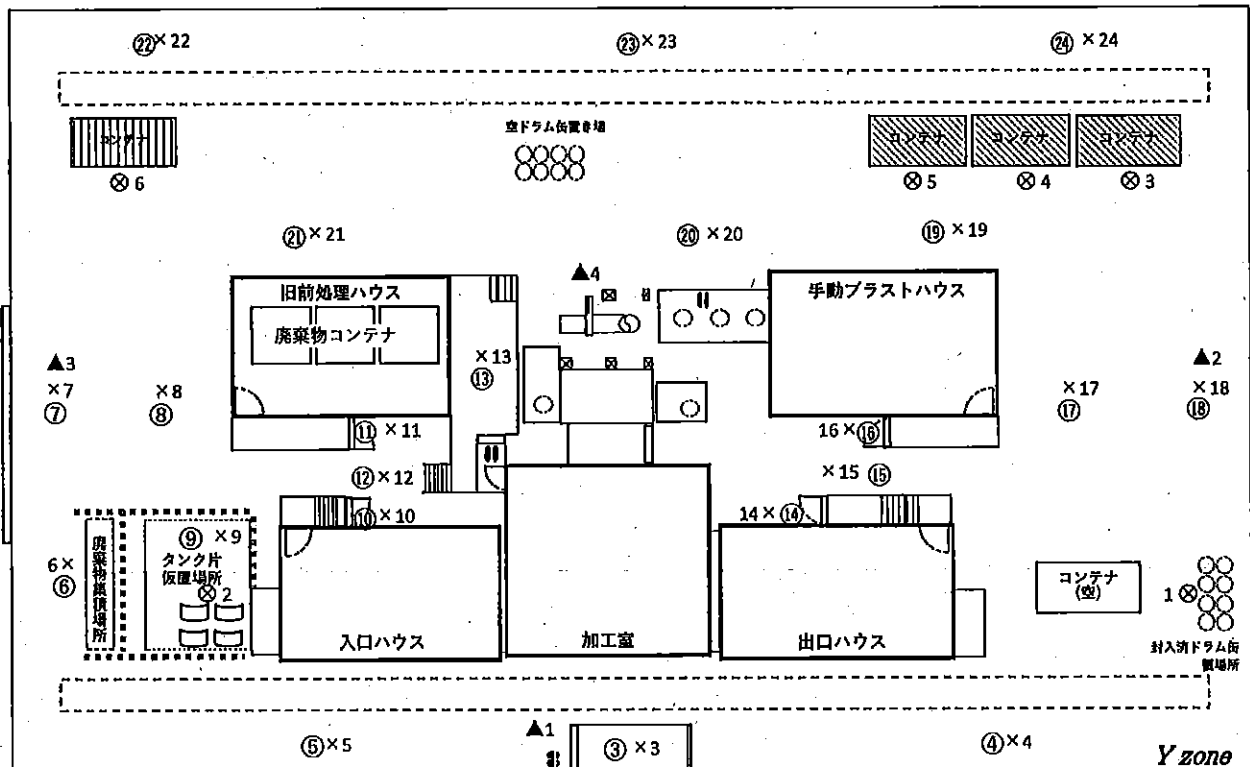 ㉒×22
㉓×23
㉔×24
空ドラム缶置き場
コンテナ
コンテナ
コンテナ
コンテナ
⊗6
⊗5
⊗4
⊗3
㉑×21
⑳×20
⑲×19
▲4
旧前処理ハウス
手動ブラストハウス
廃棄物コンテナ
▲3
×13
⑬
▲2
×7
⑦
×8
⑧
×17
⑰
×18
⑱
⑪×11
16×⑯
⑫×12
×15⑮
⑩×10
14×⑭
⑨×9
タンク片
仮置場所
⊗2
6×
⑥
廃棄物集積場所
コンテナ
(空)
1⊗
入口ハウス
加工室
出口ハウス
封入済ドラム缶
置場所
⑤×5
▲1
③×3
④×4
Y zone